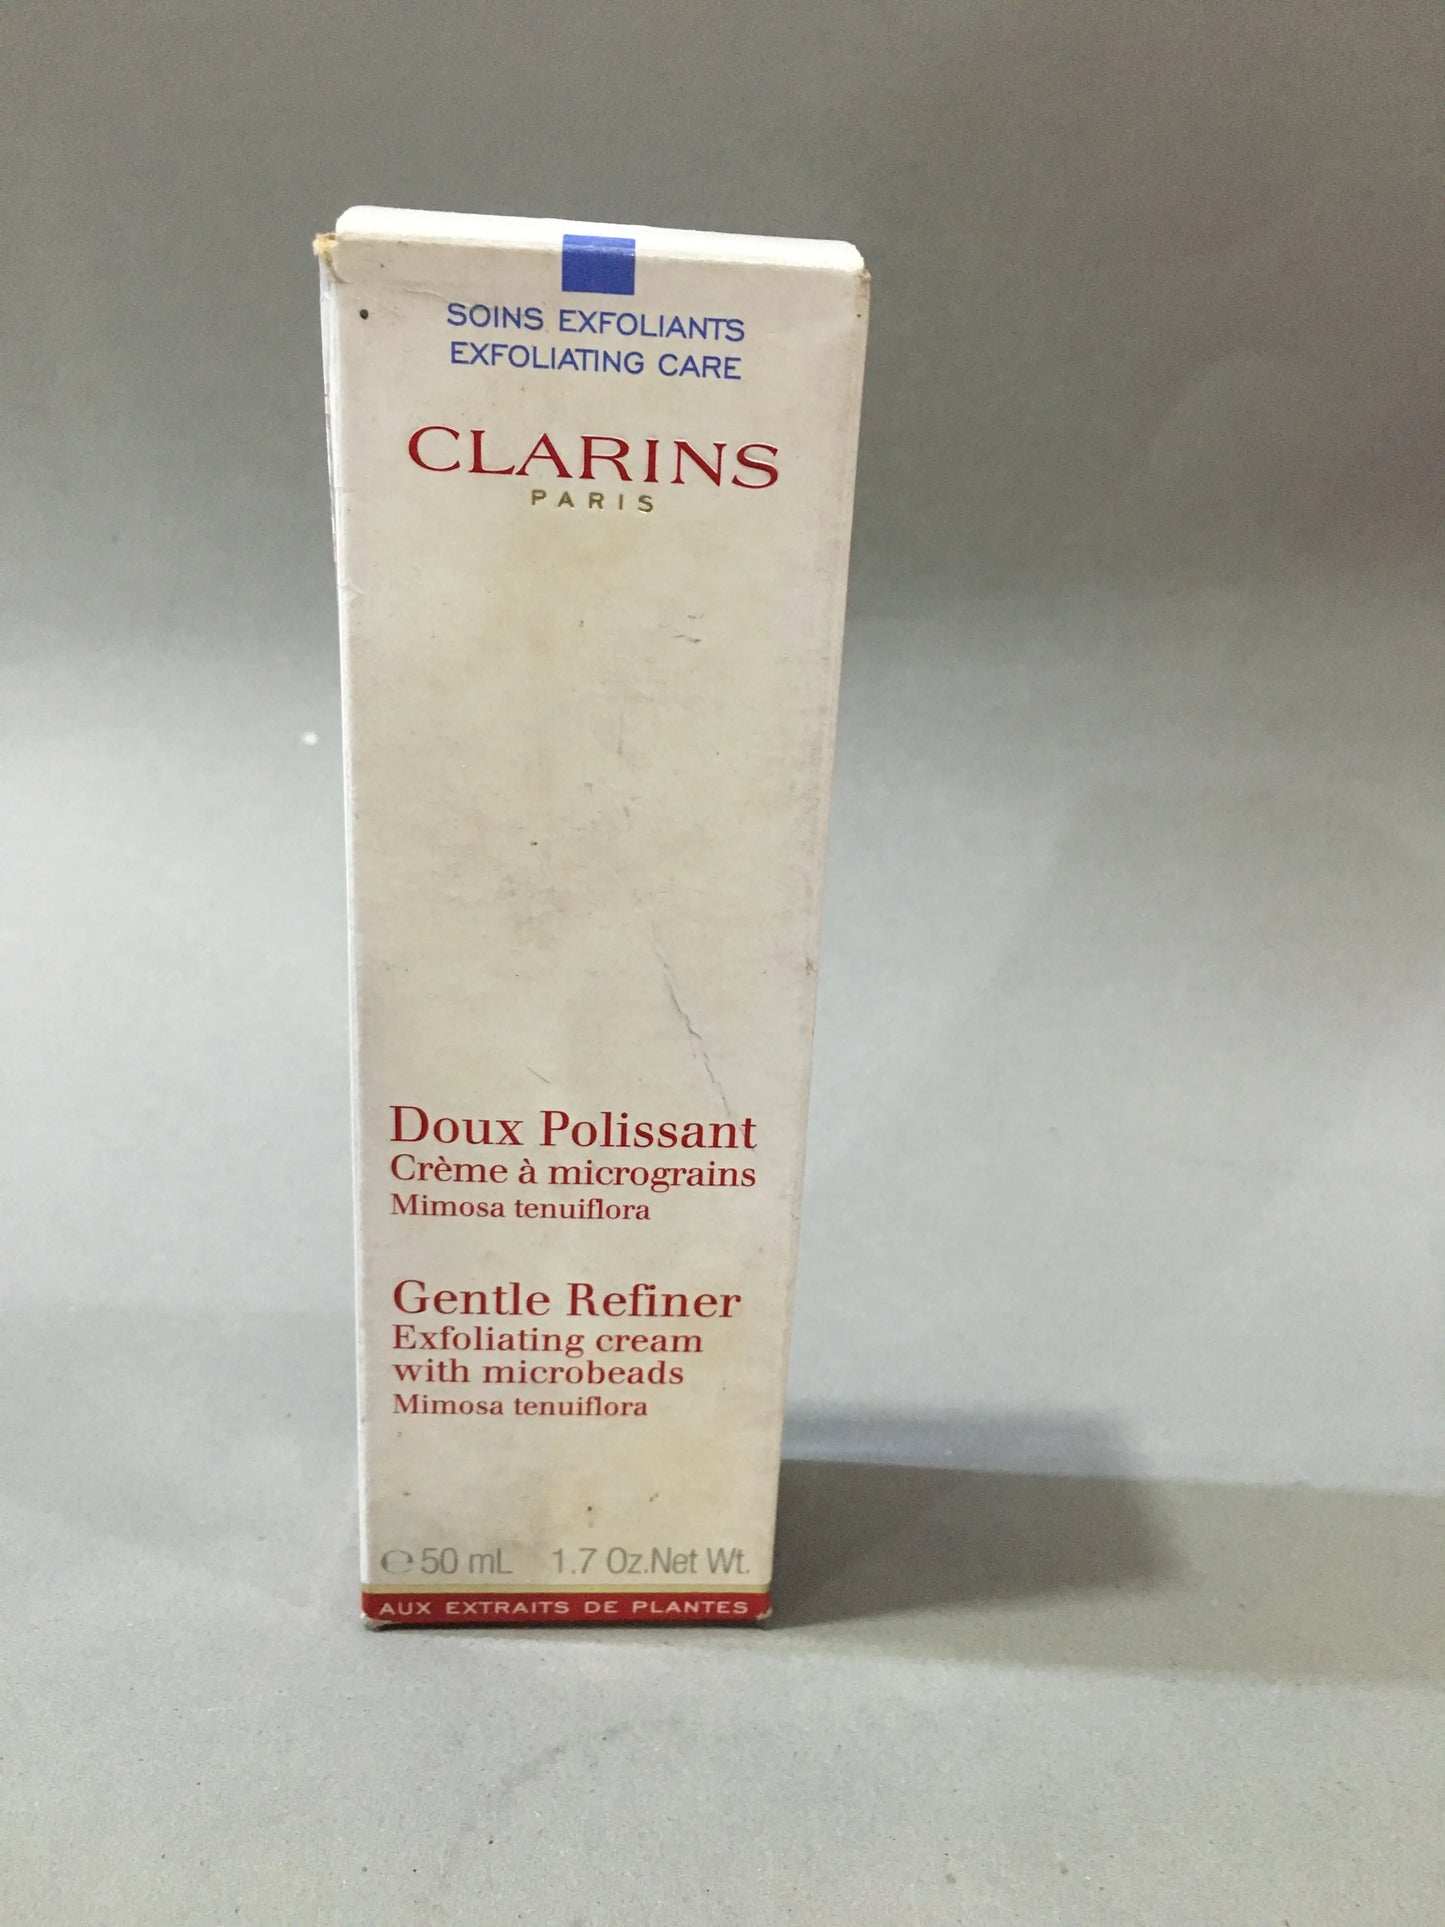 SOINS EXFOLIANTS
EXFOLIATING CARE
CLARINS
PARIS
Doux Polissant
Crème à micrograins
Mimosa tenuiflora
Gentle Refiner
Exfoliating cream
with microbeads
Mimosa tenuiflora
℮ 50 mL 1.7 Oz.Net Wt.
AUX EXTRAITS DE PLANTES